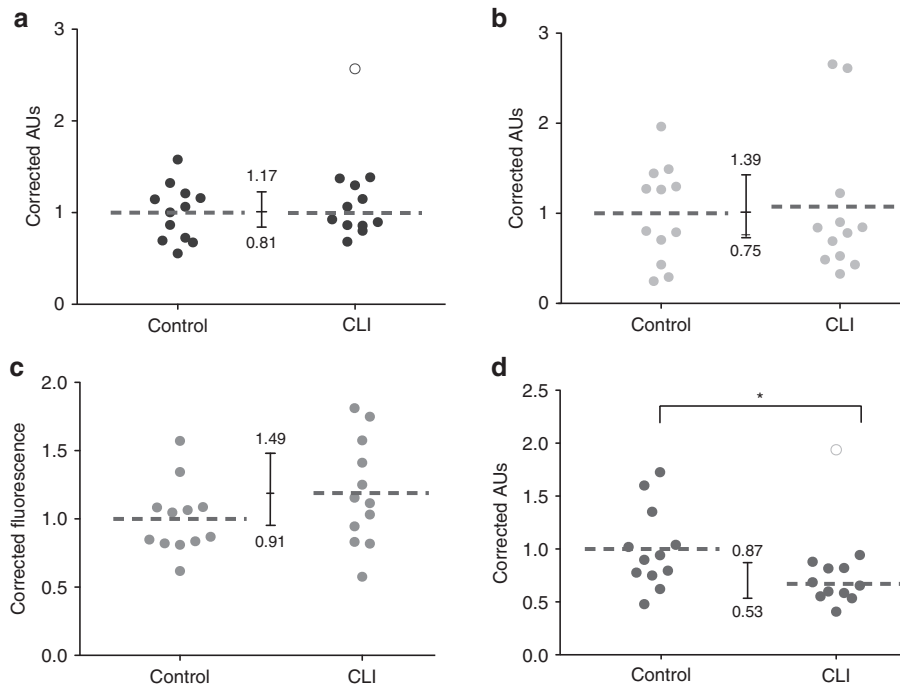 a
3
2
1
0
Corrected AUs
1.17
0.81
Control
CLI
b
3
2
1
0
Corrected AUs
1.39
0.75
Control
CLI
c
2.0
1.5
1.0
0.5
0.0
Corrected fluorescence
1.49
0.91
Control
CLI
d
2.5
2.0
1.5
1.0
0.5
0.0
Corrected AUs
*
0.87
0.53
Control
CLI